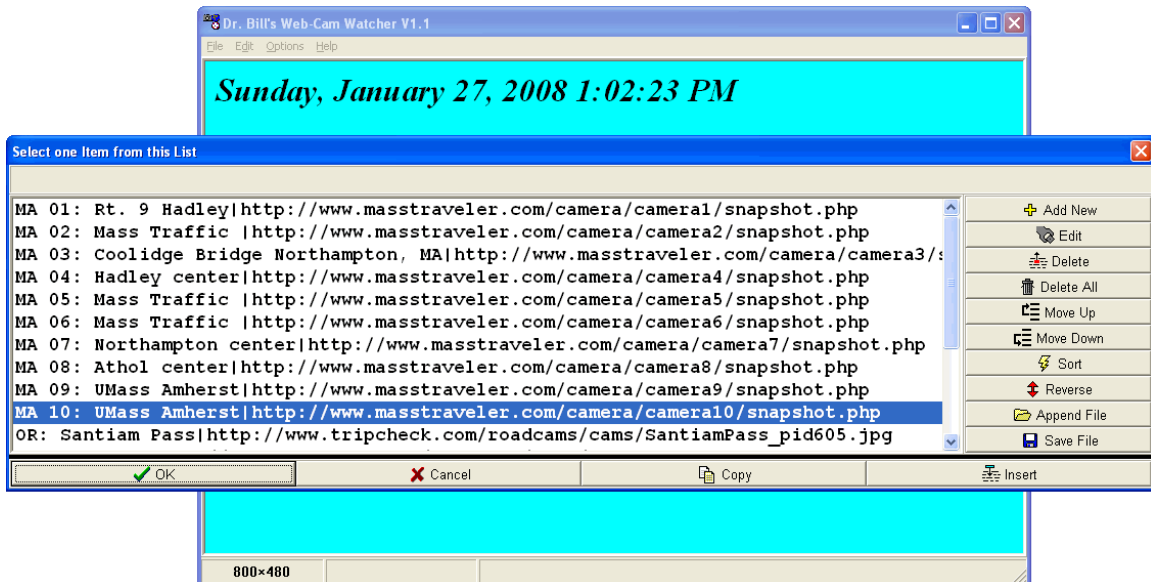 Dr. Bill's Web-Cam Watcher V1.1
File Edit Options Help
Sunday, January 27, 2008 1:02:23 PM
Select one Item from this List
MA 01: Rt. 9 Hadley|http://www.masstraveler.com/camera/camera1/snapshot.php
MA 02: Mass Traffic |http://www.masstraveler.com/camera/camera2/snapshot.php
MA 03: Coolidge Bridge Northampton, MA|http://www.masstraveler.com/camera/camera3/
MA 04: Hadley center|http://www.masstraveler.com/camera/camera4/snapshot.php
MA 05: Mass Traffic |http://www.masstraveler.com/camera/camera5/snapshot.php
MA 06: Mass Traffic |http://www.masstraveler.com/camera/camera6/snapshot.php
MA 07: Northampton center|http://www.masstraveler.com/camera/camera7/snapshot.php
MA 08: Athol center|http://www.masstraveler.com/camera/camera8/snapshot.php
MA 09: UMass Amherst|http://www.masstraveler.com/camera/camera9/snapshot.php
MA 10: UMass Amherst|http://www.masstraveler.com/camera/camera10/snapshot.php
OR: Santiam Pass|http://www.tripcheck.com/roadcams/cams/SantiamPass_pid605.jpg
Add New
Edit
Delete
Delete All
Move Up
Move Down
Sort
Reverse
Append File
Save File
OK Cancel Copy Insert
800×480